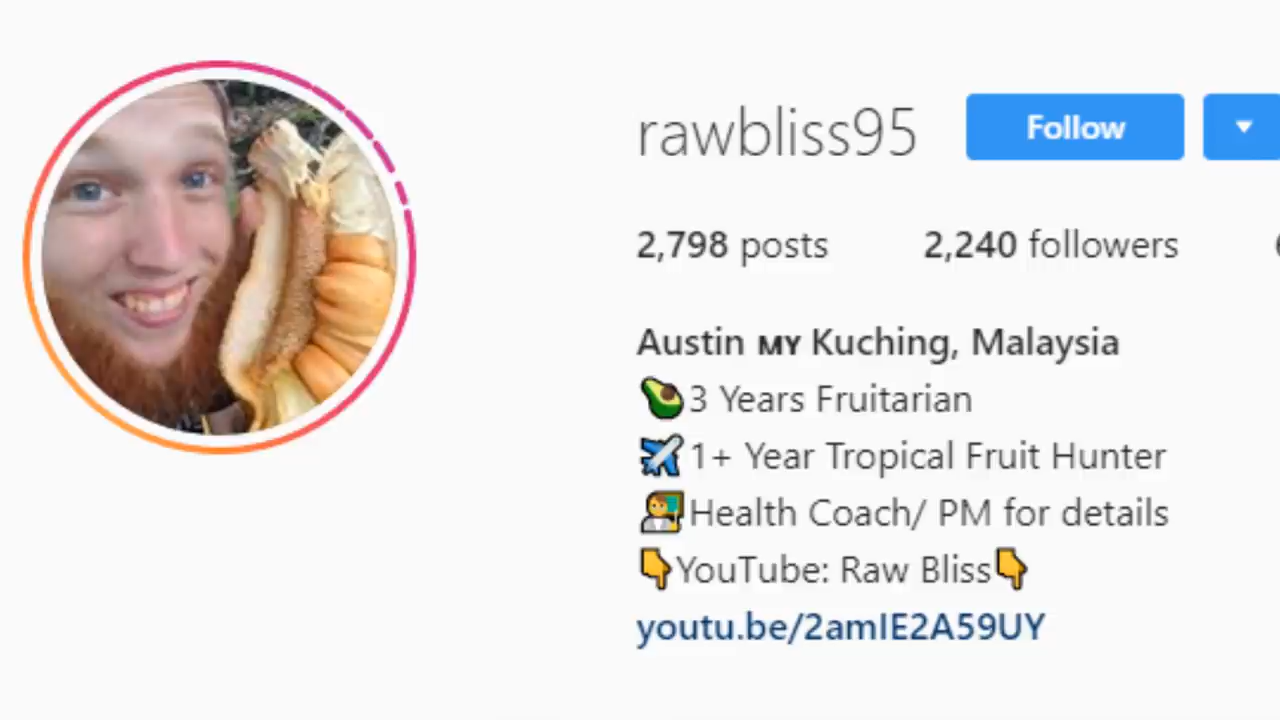 rawbliss95 Follow
2,798 posts 2,240 followers
Austin MY Kuching, Malaysia
🥑3 Years Fruitarian
✈️1+ Year Tropical Fruit Hunter
👨‍🏫Health Coach/ PM for details
👇YouTube: Raw Bliss👇
youtu.be/2amIE2A59UY